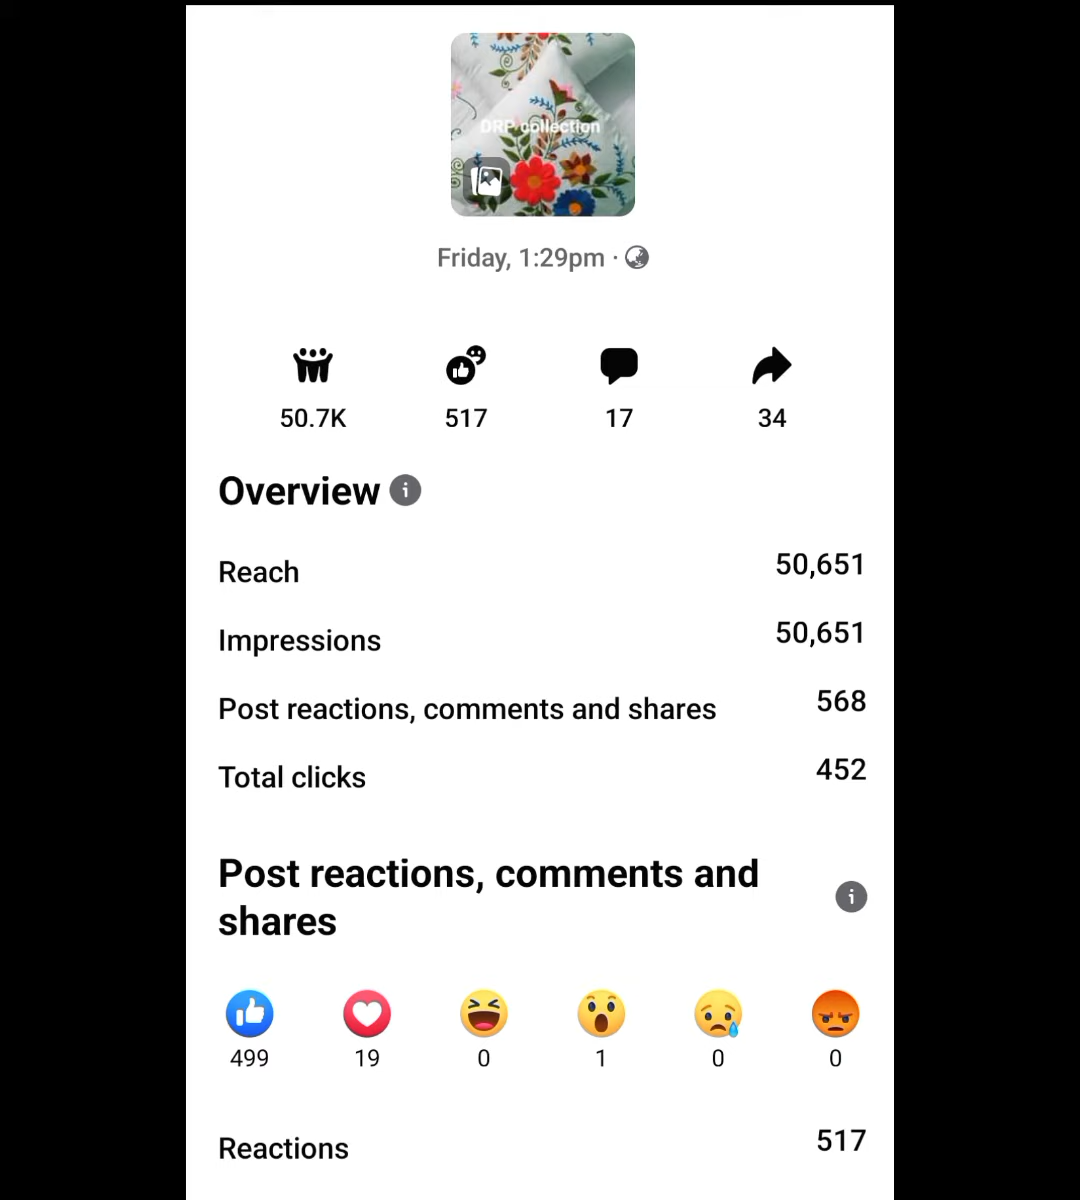 DRP collection
Friday, 1:29pm ·
50.7K 517 17 34
Overview
Reach 50,651
Impressions 50,651
Post reactions, comments and shares 568
Total clicks 452
Post reactions, comments and
shares
499 19 0 1 0 0
Reactions 517